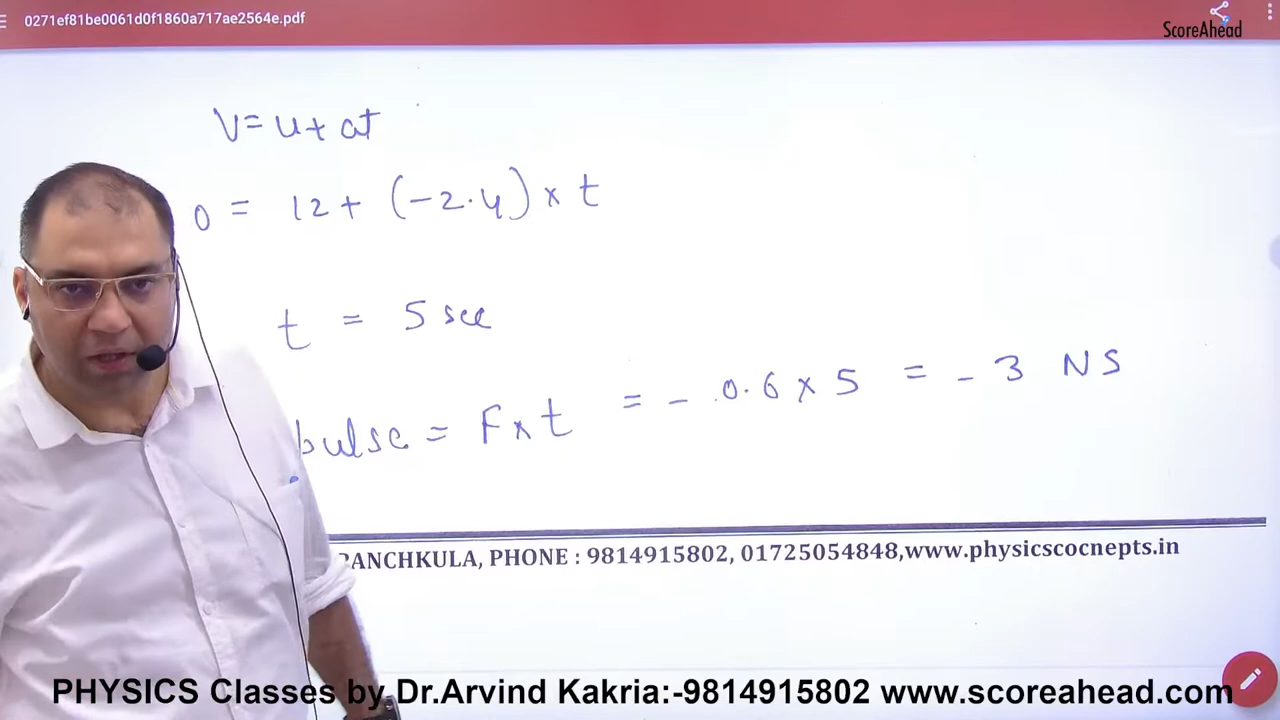 0271ef81be0061d0f1860a717ae2564e.pdf
ScoreAhead
V = u + at
0 = 12 + (-2.4) × t
t = 5 sec
pulse = F × t = - 0.6 × 5 = - 3 NS
PANCHKULA, PHONE : 9814915802, 01725054848,www.physicscocnepts.in
PHYSICS Classes by Dr.Arvind Kakria:-9814915802 www.scoreahead.com